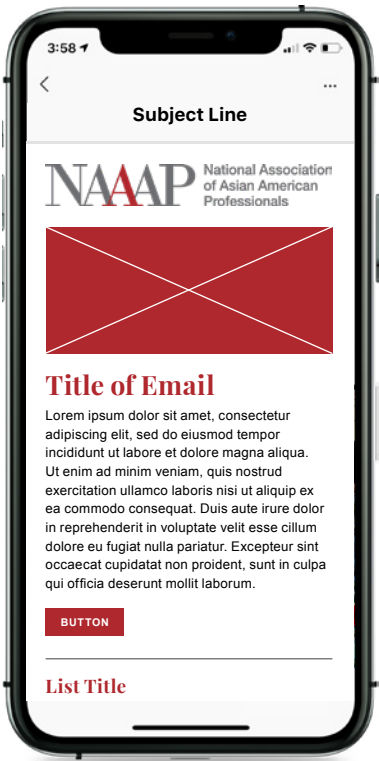 3:58
...
Subject Line
NAAAP
National Association
of Asian American
Professionals
Title of Email
Lorem ipsum dolor sit amet, consectetur
adipiscing elit, sed do eiusmod tempor
incididunt ut labore et dolore magna aliqua.
Ut enim ad minim veniam, quis nostrud
exercitation ullamco laboris nisi ut aliquip ex
ea commodo consequat. Duis aute irure dolor
in reprehenderit in voluptate velit esse cillum
dolore eu fugiat nulla pariatur. Excepteur sint
occaecat cupidatat non proident, sunt in culpa
qui officia deserunt mollit laborum.
BUTTON
List Title